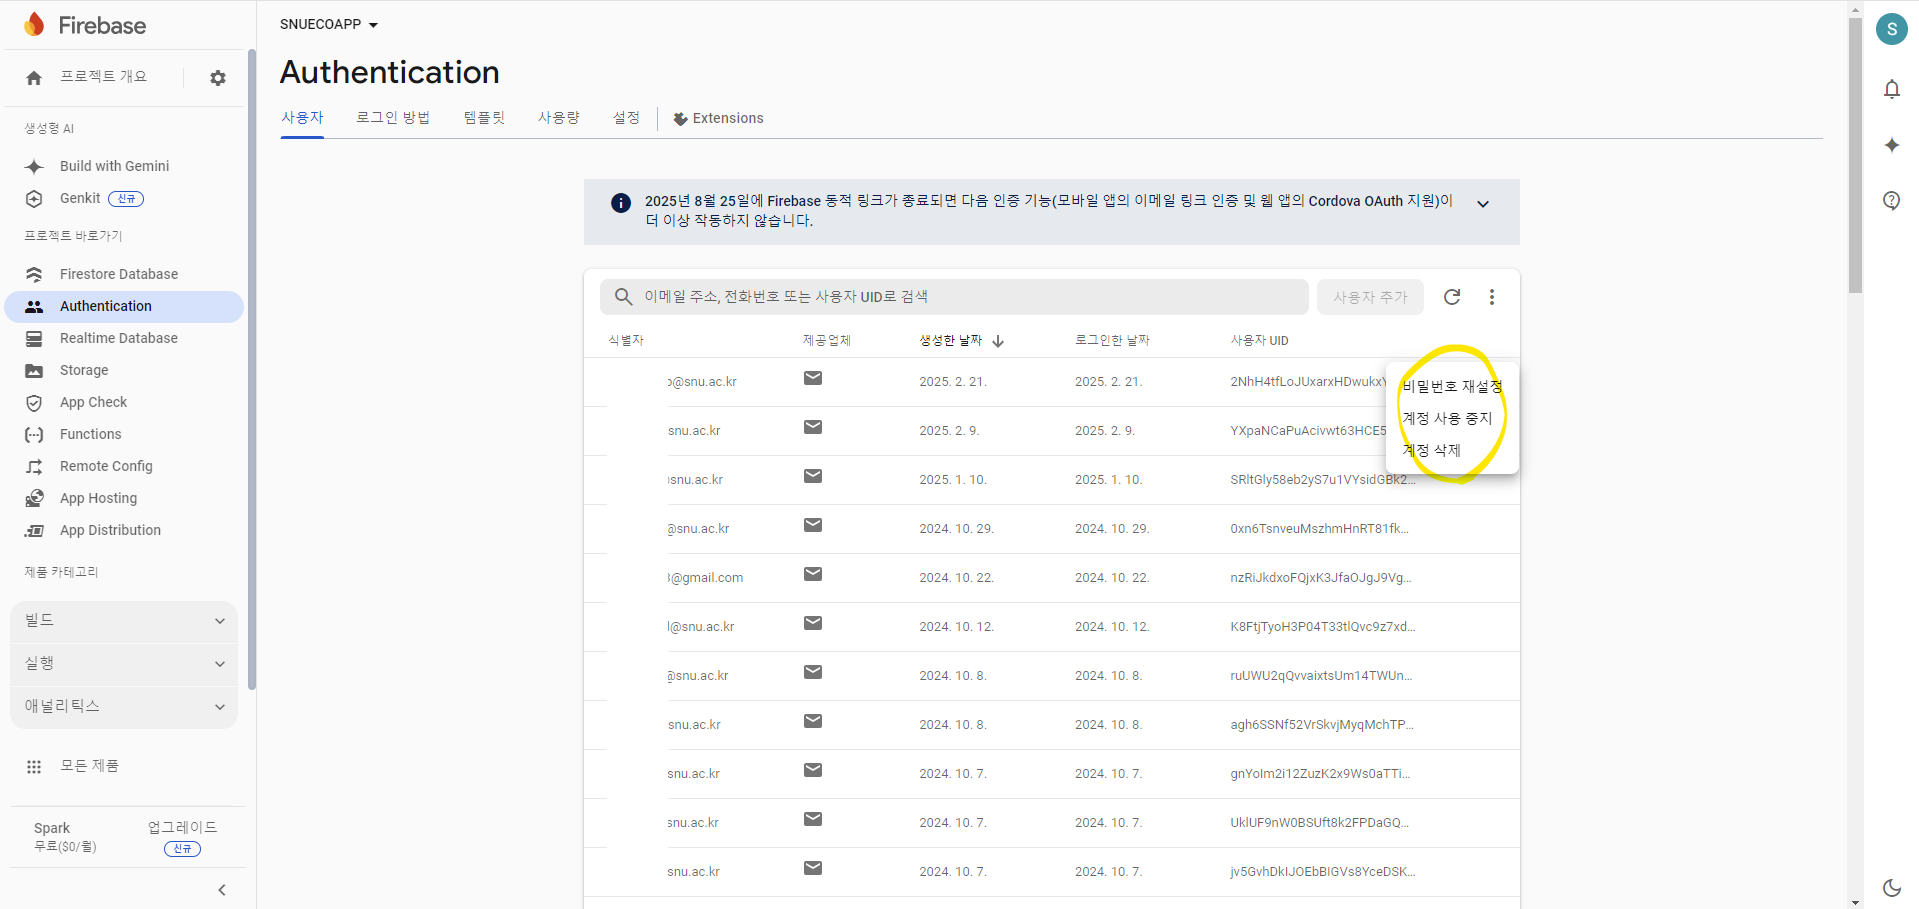 Firebase
프로젝트 개요
생성형 AI
Build with Gemini
Genkit 신규
프로젝트 바로가기
Firestore Database
Authentication
Realtime Database
Storage
App Check
Functions
Remote Config
App Hosting
App Distribution
제품 카테고리
빌드
실행
애널리틱스
모든 제품
Spark
무료($0/월)
업그레이드
신규
SNUECOAPP
Authentication
사용자 로그인 방법 템플릿 사용량 설정 Extensions
2025년 8월 25일에 Firebase 동적 링크가 종료되면 다음 인증 기능(모바일 앱의 이메일 링크 인증 및 웹 앱의 Cordova OAuth 지원)이
더 이상 작동하지 않습니다.
이메일 주소, 전화번호 또는 사용자 UID로 검색 사용자 추가
식별자 제공업체 생성한 날짜 로그인한 날짜 사용자 UID
@snu.ac.kr 2025. 2. 21. 2025. 2. 21. 2NhH4tfLoJUxarxHDwukxY
snu.ac.kr 2025. 2. 9. 2025. 2. 9. YXpaNCaPuAcivwt63HCE5
snu.ac.kr 2025. 1. 10. 2025. 1. 10. SRltGly58eb2yS7u1VYsidGBk2...
@snu.ac.kr 2024. 10. 29. 2024. 10. 29. 0xn6TsnveuMszhmHnRT81fk...
@gmail.com 2024. 10. 22. 2024. 10. 22. nzRiJkdxoFQjxK3JfaOJgJ9Vg...
@snu.ac.kr 2024. 10. 12. 2024. 10. 12. K8FtjTyoH3P04T33tlQvc9z7xd...
@snu.ac.kr 2024. 10. 8. 2024. 10. 8. ruUWU2qQvvaixtsUm14TWUn...
snu.ac.kr 2024. 10. 8. 2024. 10. 8. agh6SSNf52VrSkvjMyqMchTP...
snu.ac.kr 2024. 10. 7. 2024. 10. 7. gnYoIm2i12ZuzK2x9Ws0aTTi...
snu.ac.kr 2024. 10. 7. 2024. 10. 7. UklUF9nW0BSUft8k2FPDaGQ...
snu.ac.kr 2024. 10. 7. 2024. 10. 7. jv5GvhDkIJOEbBIGVs8YceDSK...
비밀번호 재설정
계정 사용 중지
계정 삭제
S